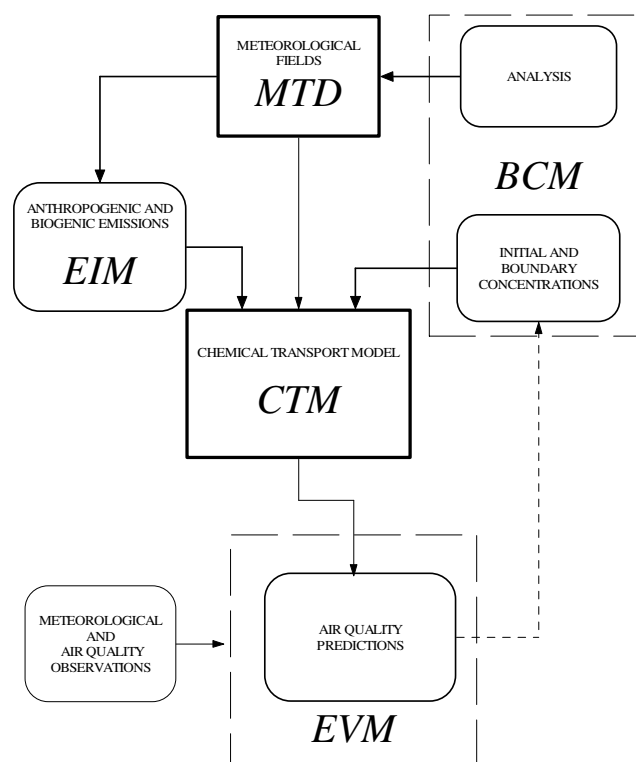 METEOROLOGICAL
FIELDS
MTD
ANALYSIS
BCM
ANTHROPOGENIC AND
BIOGENIC EMISSIONS
EIM
INITIAL AND
BOUNDARY
CONCENTRATIONS
CHEMICAL TRANSPORT MODEL
CTM
METEOROLOGICAL
AND
AIR QUALITY
OBSERVATIONS
AIR QUALITY
PREDICTIONS
EVM